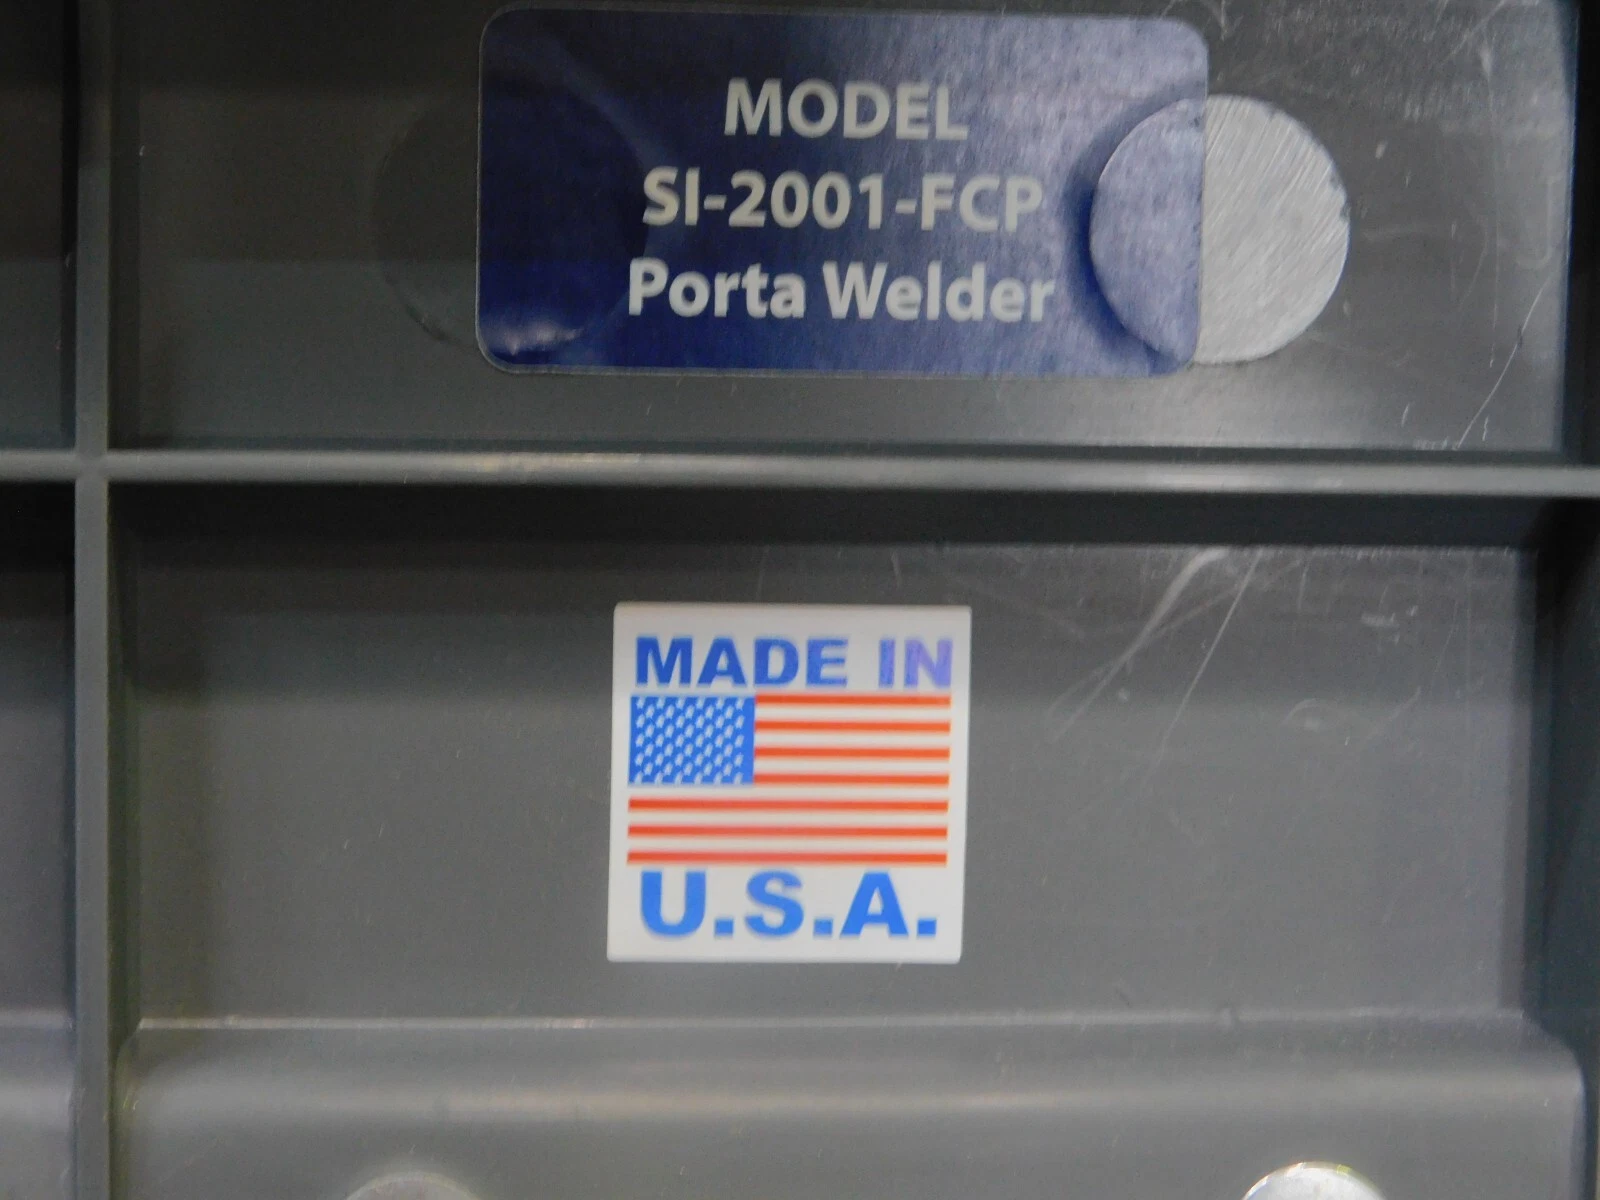 MODEL
SI-2001-FCP
Porta Welder
MADE IN
U.S.A.